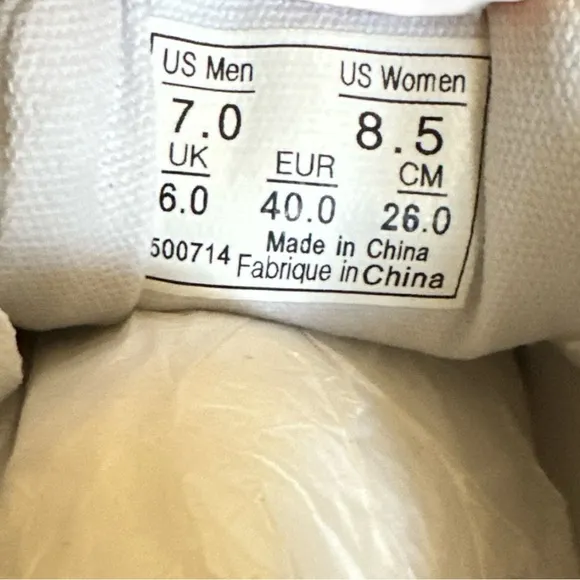 US Men US Women
7.0 8.5
UK EUR CM
6.0 40.0 26.0
500714 Made in China
Fabrique in China